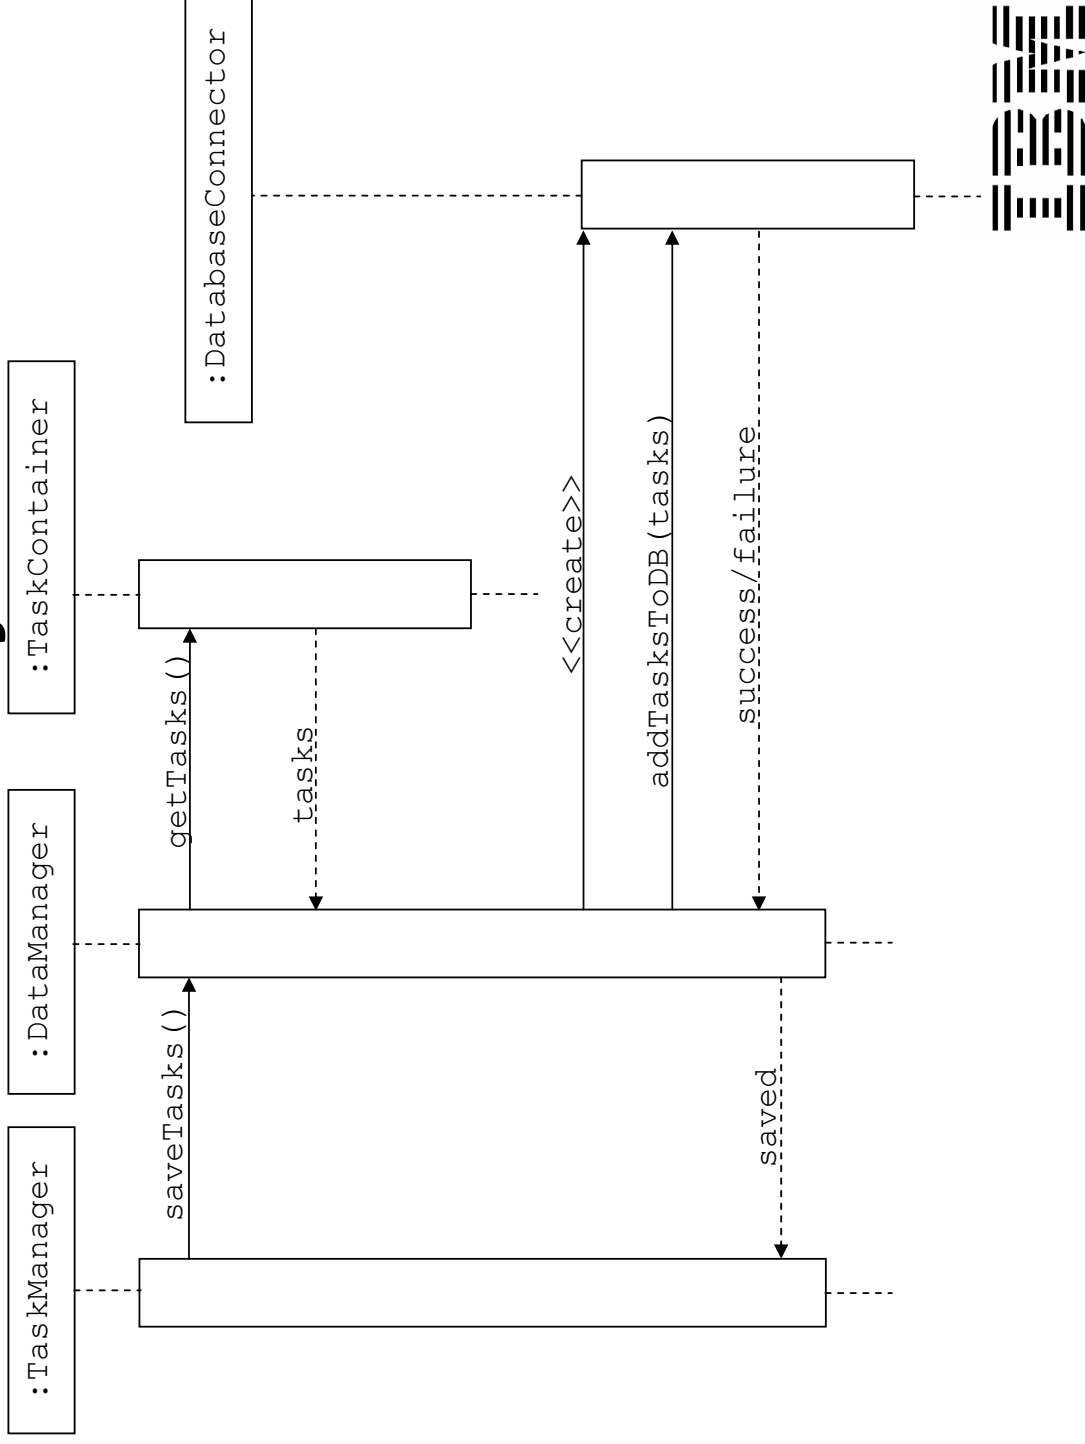 :TaskManager
:DataManager
:TaskContainer
:DatabaseConnector
saveTasks()
getTasks()
tasks
<<create>>
addTasksToDB(tasks)
success/failure
saved
IBM